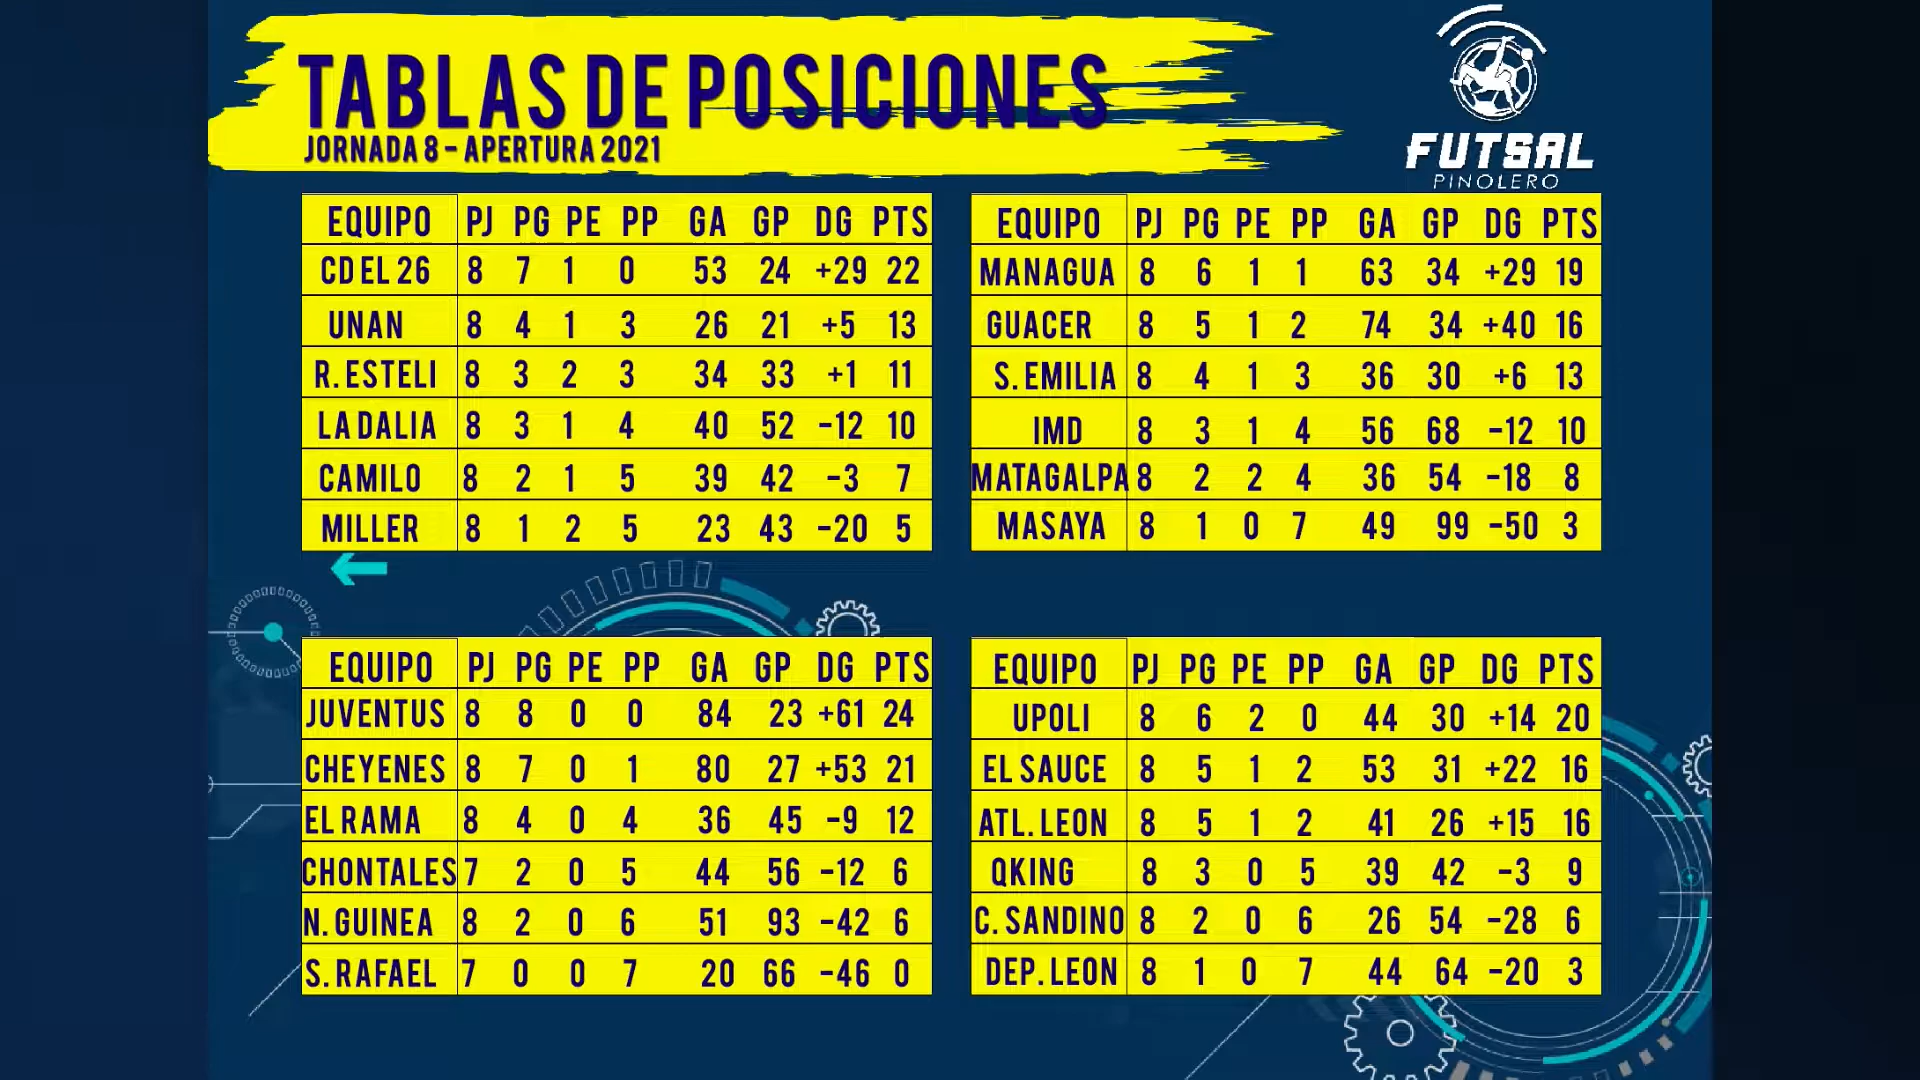 TABLAS DE POSICIONES
JORNADA 8 - APERTURA 2021
FUTSAL
PINOLERO
EQUIPO PJ PG PE PP GA GP DG PTS
CD EL 26 8 7 1 0 53 24 +29 22
UNAN 8 4 1 3 26 21 +5 13
R. ESTELI 8 3 2 3 34 33 +1 11
LA DALIA 8 3 1 4 40 52 -12 10
CAMILO 8 2 1 5 39 42 -3 7
MILLER 8 1 2 5 23 43 -20 5
EQUIPO PJ PG PE PP GA GP DG PTS
MANAGUA 8 6 1 1 63 34 +29 19
GUACER 8 5 1 2 74 34 +40 16
S. EMILIA 8 4 1 3 36 30 +6 13
IMD 8 3 1 4 56 68 -12 10
MATAGALPA 8 2 2 4 36 54 -18 8
MASAYA 8 1 0 7 49 99 -50 3
EQUIPO PJ PG PE PP GA GP DG PTS
JUVENTUS 8 8 0 0 84 23 +61 24
CHEYENES 8 7 0 1 80 27 +53 21
EL RAMA 8 4 0 4 36 45 -9 12
CHONTALES 7 2 0 5 44 56 -12 6
N. GUINEA 8 2 0 6 51 93 -42 6
S. RAFAEL 7 0 0 7 20 66 -46 0
EQUIPO PJ PG PE PP GA GP DG PTS
UPOLI 8 6 2 0 44 30 +14 20
EL SAUCE 8 5 1 2 53 31 +22 16
ATL. LEON 8 5 1 2 41 26 +15 16
QKING 8 3 0 5 39 42 -3 9
C. SANDINO 8 2 0 6 26 54 -28 6
DEP. LEON 8 1 0 7 44 64 -20 3